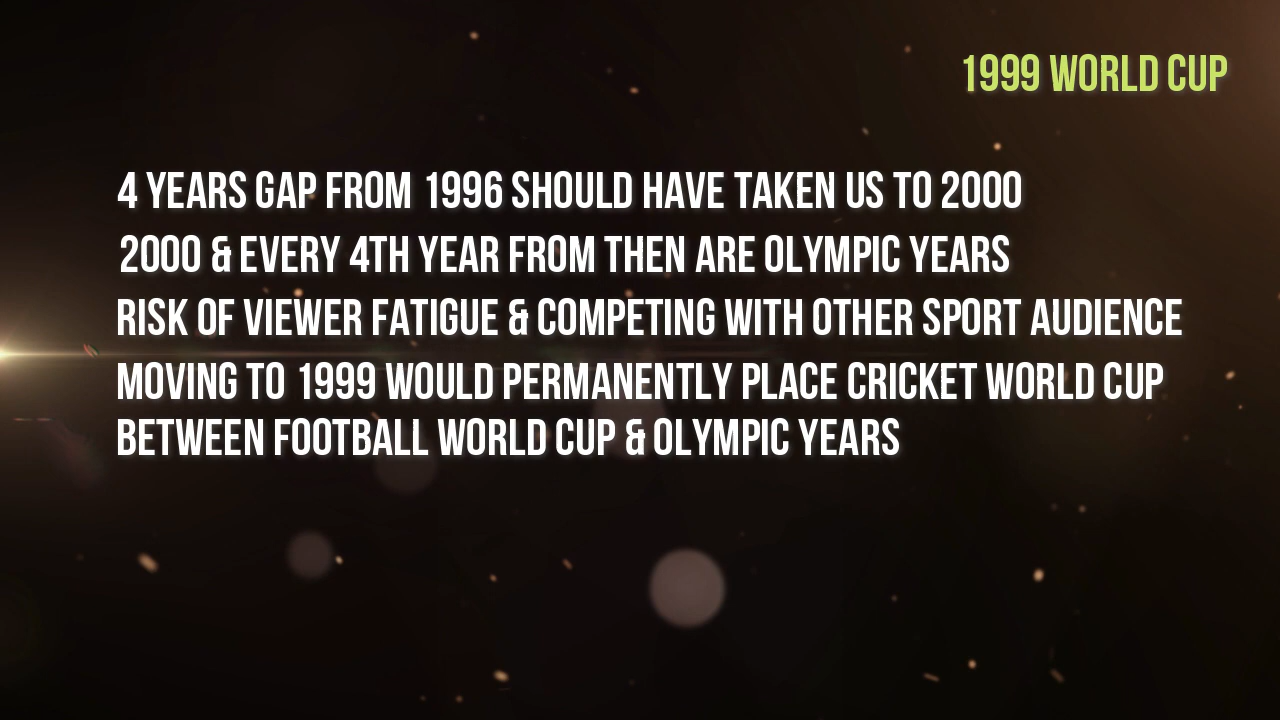 1999 WORLD CUP
4 YEARS GAP FROM 1996 SHOULD HAVE TAKEN US TO 2000
2000 & EVERY 4TH YEAR FROM THEN ARE OLYMPIC YEARS
RISK OF VIEWER FATIGUE & COMPETING WITH OTHER SPORT AUDIENCE
MOVING TO 1999 WOULD PERMANENTLY PLACE CRICKET WORLD CUP
BETWEEN FOOTBALL WORLD CUP & OLYMPIC YEARS